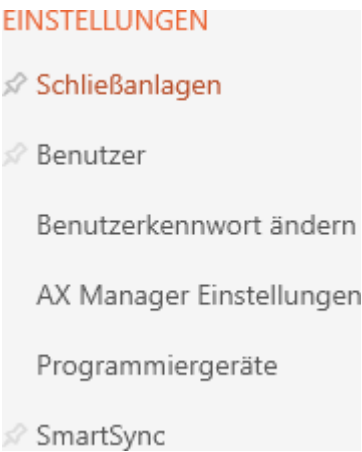 EINSTELLUNGEN
Schließanlagen
Benutzer
Benutzerkennwort ändern
AX Manager Einstellungen
Programmiergeräte
SmartSync